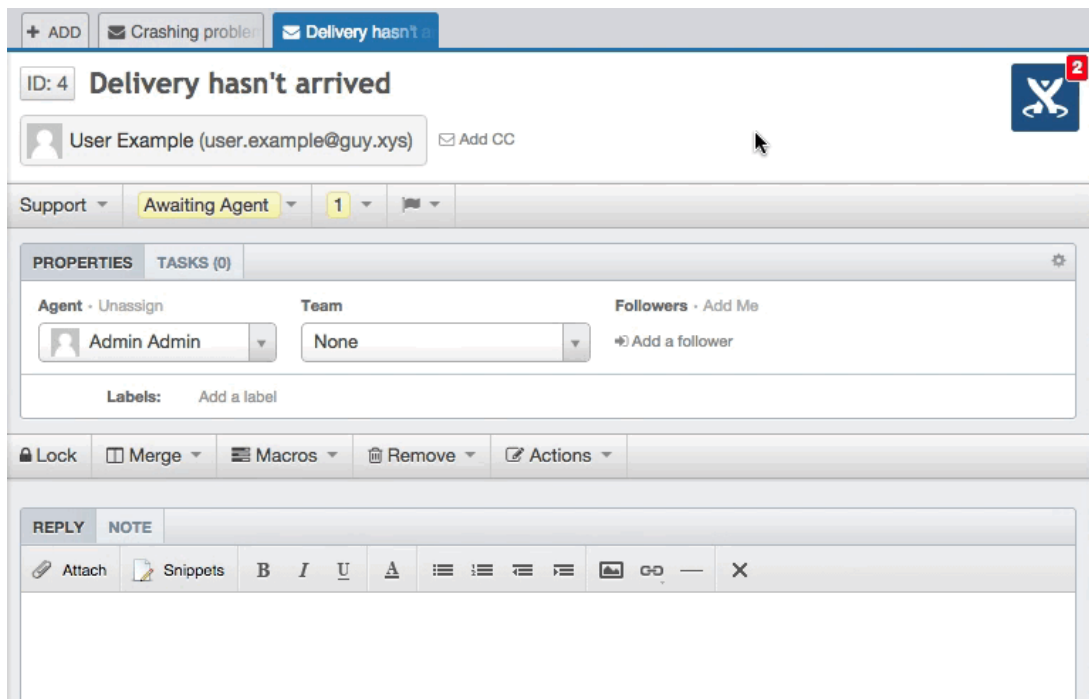 + ADD Crashing problem Delivery hasn't a
ID: 4 Delivery hasn't arrived 2
User Example (user.example@guy.xys) Add CC
Support Awaiting Agent 1
PROPERTIES TASKS (0)
Agent · Unassign Team Followers · Add Me
Admin Admin None Add a follower
Labels: Add a label
Lock Merge Macros Remove Actions
REPLY NOTE
Attach Snippets B I U A